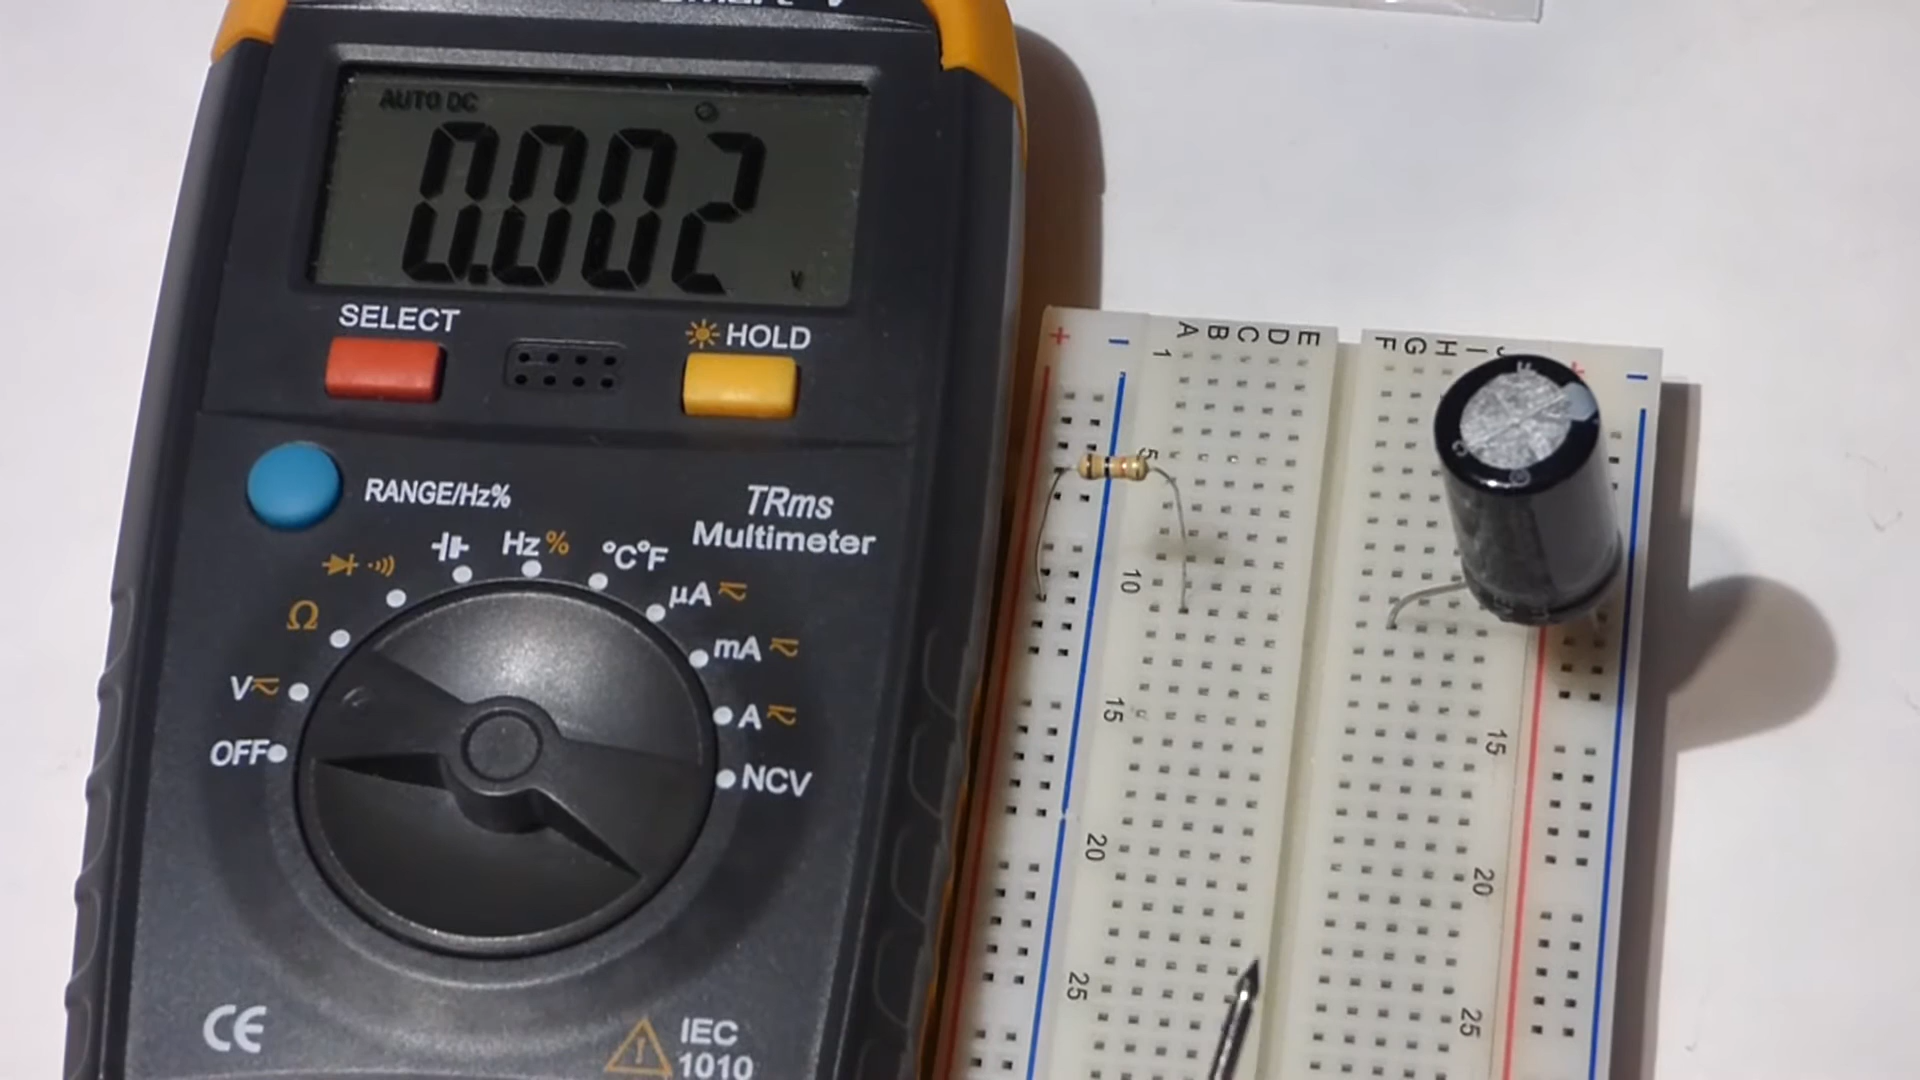 AUTO DC
0.002
V
SELECT
HOLD
RANGE/Hz%
TRms
Multimeter
Hz %
°C°F
µA
mA
Ω
V
A
OFF
NCV
CE
IEC
1010
+
A B C D E
F G H I
1
5
10
15
20
25
15
20
25